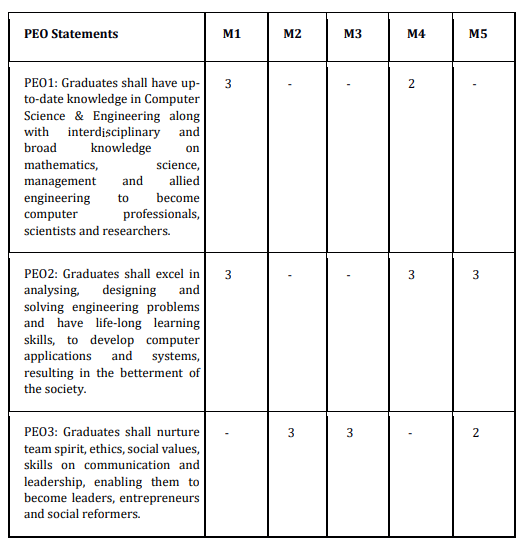 PEO Statements M1 M2 M3 M4 M5
PEO1: Graduates shall have up- 3 - - 2 -
to-date knowledge in Computer
Science & Engineering along
with interdisciplinary and
broad knowledge on
mathematics, science,
management and allied
engineering to become
computer professionals,
scientists and researchers.
PEO2: Graduates shall excel in 3 - - 3 3
analysing, designing and
solving engineering problems
and have life-long learning
skills, to develop computer
applications and systems,
resulting in the betterment of
the society.
PEO3: Graduates shall nurture - 3 3 - 2
team spirit, ethics, social values,
skills on communication and
leadership, enabling them to
become leaders, entrepreneurs
and social reformers.